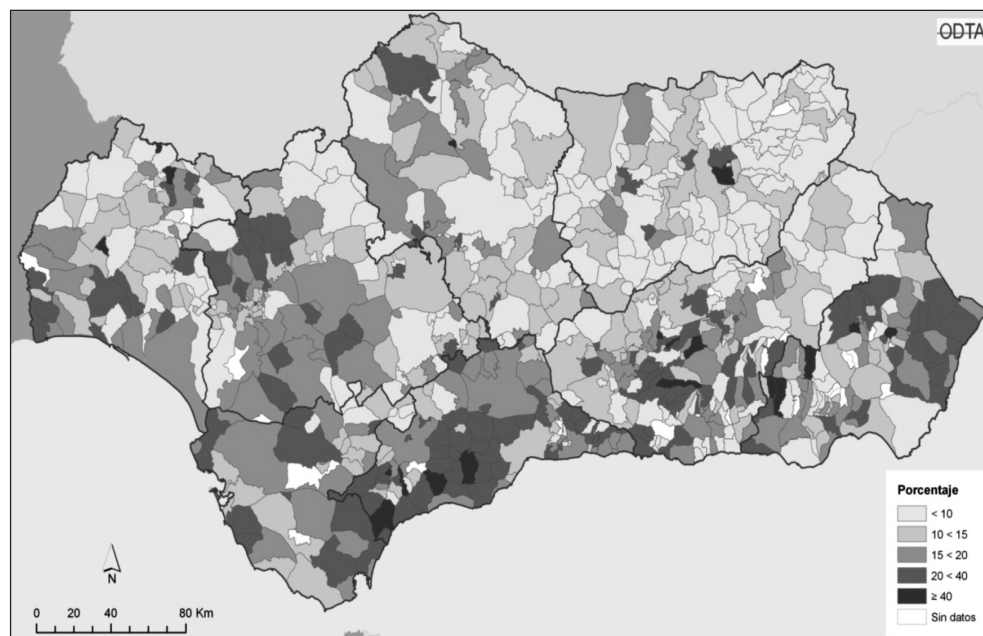 ODTA
Porcentaje
< 10
10 < 15
15 < 20
20 < 40
≥ 40
Sin datos
N
0 20 40 80 Km